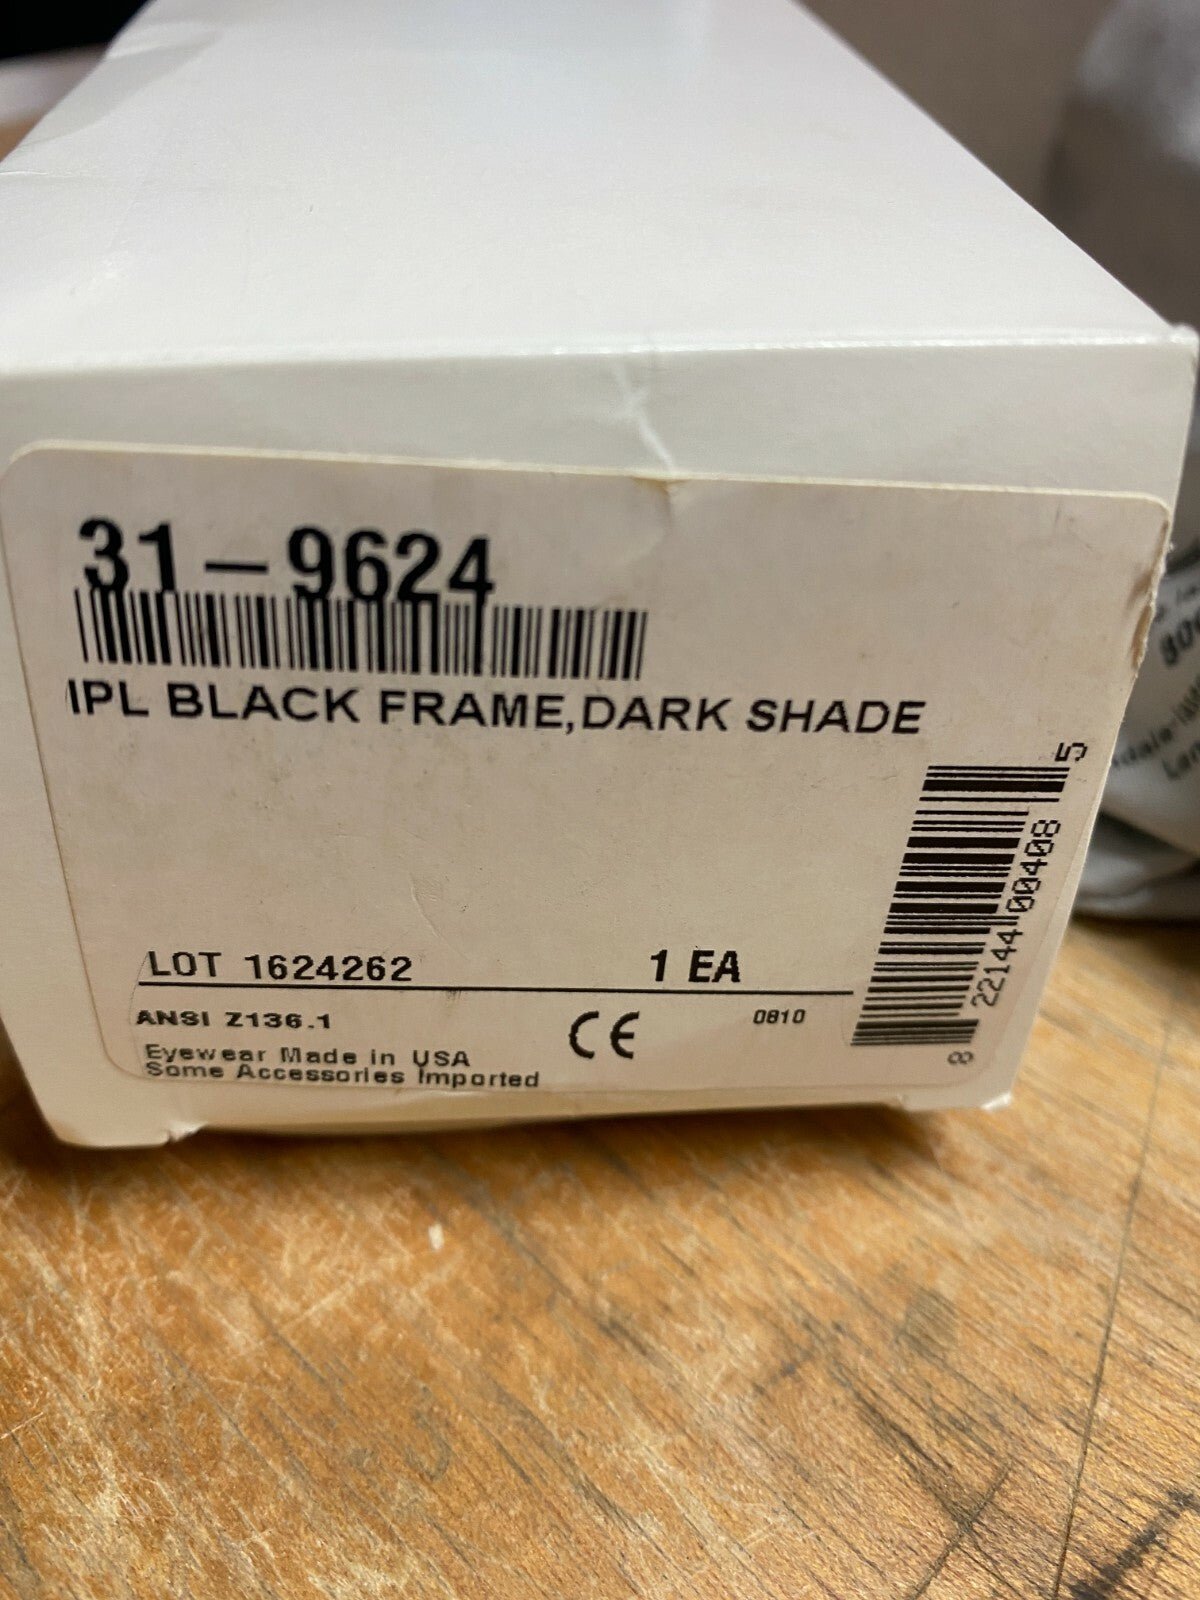 31-9624
IPL BLACK FRAME,DARK SHADE
LOT 1624262 1 EA
ANSI Z136.1 CE 0810
Eyewear Made in USA
Some Accessories Imported
8 22144 00408 5